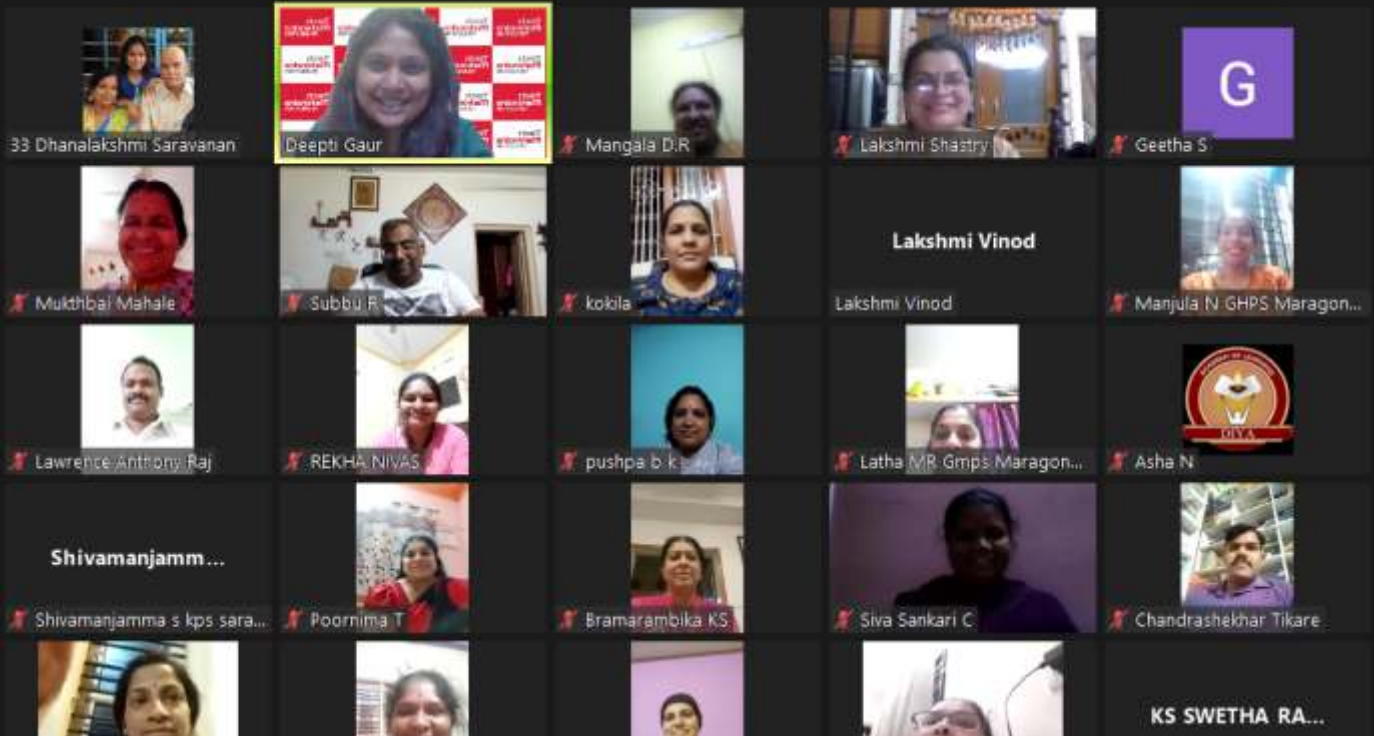 33 Dhanalakshmi Saravanan
Deepti Gaur
Mangala D.R
Lakshmi Shastry
G
Geetha S
Mukthbai Mahale
Subbu R
kokila
Lakshmi Vinod
Lakshmi Vinod
Manjula N GHPS Maragon...
Lawrence Anthony Raj
REKHA NIVAS
pushpa b k
Latha MR Gmps Maragon...
DIYA
Asha N
Shivamanjamm...
Shivamanjamma s kps sara...
Poornima T
Bramarambika KS
Siva Sankari C
Chandrashekhar Tikare
KS SWETHA RA...